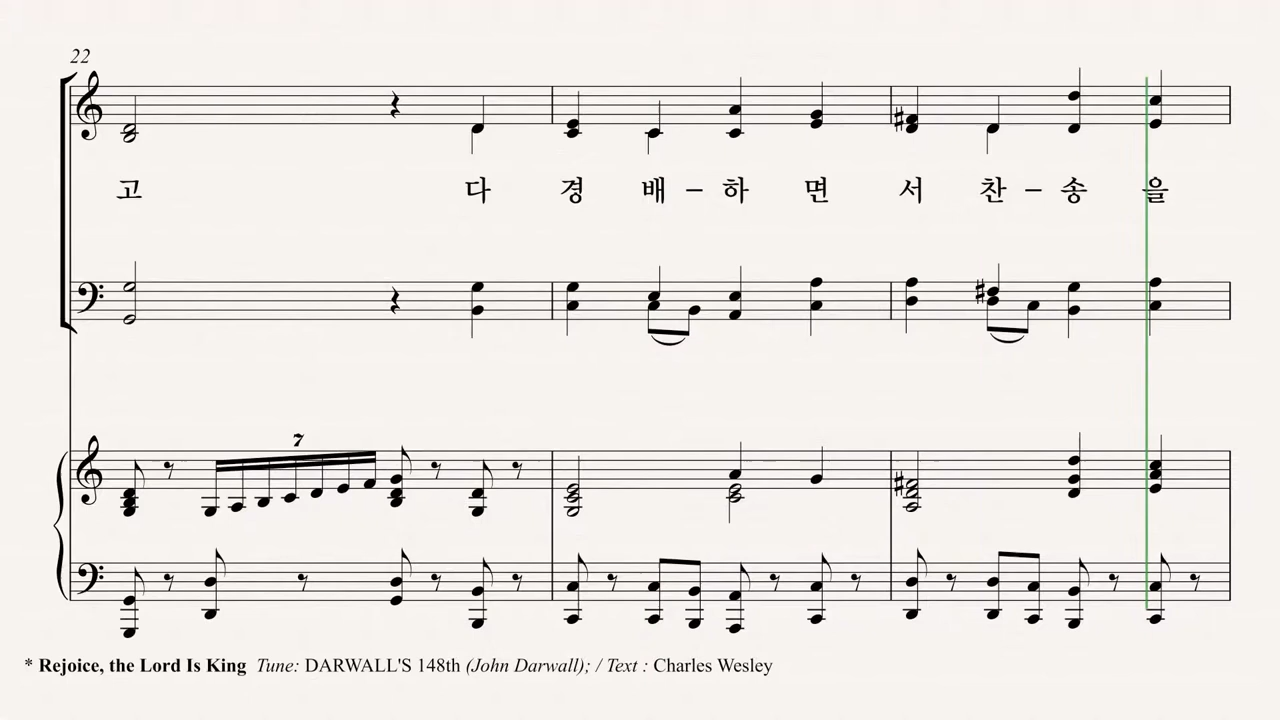 22
고 다 경 배 – 하 면 서 찬 – 송 을
7
* Rejoice, the Lord Is King Tune: DARWALL'S 148th (John Darwall); / Text : Charles Wesley